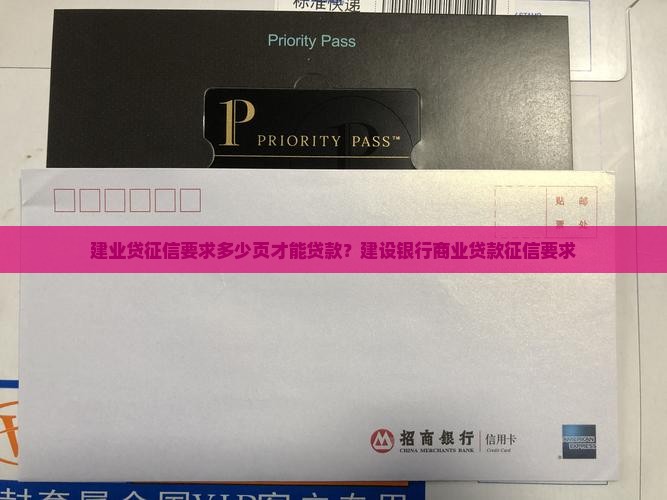 标准快递
Priority Pass
PRIORITY PASS™
贴 邮
票 处
建业贷征信要求多少页才能贷款？建设银行商业贷款征信要求
招商银行 信用卡
CHINA MERCHANTS BANK Credit Card
AMERICAN
EXPRESS